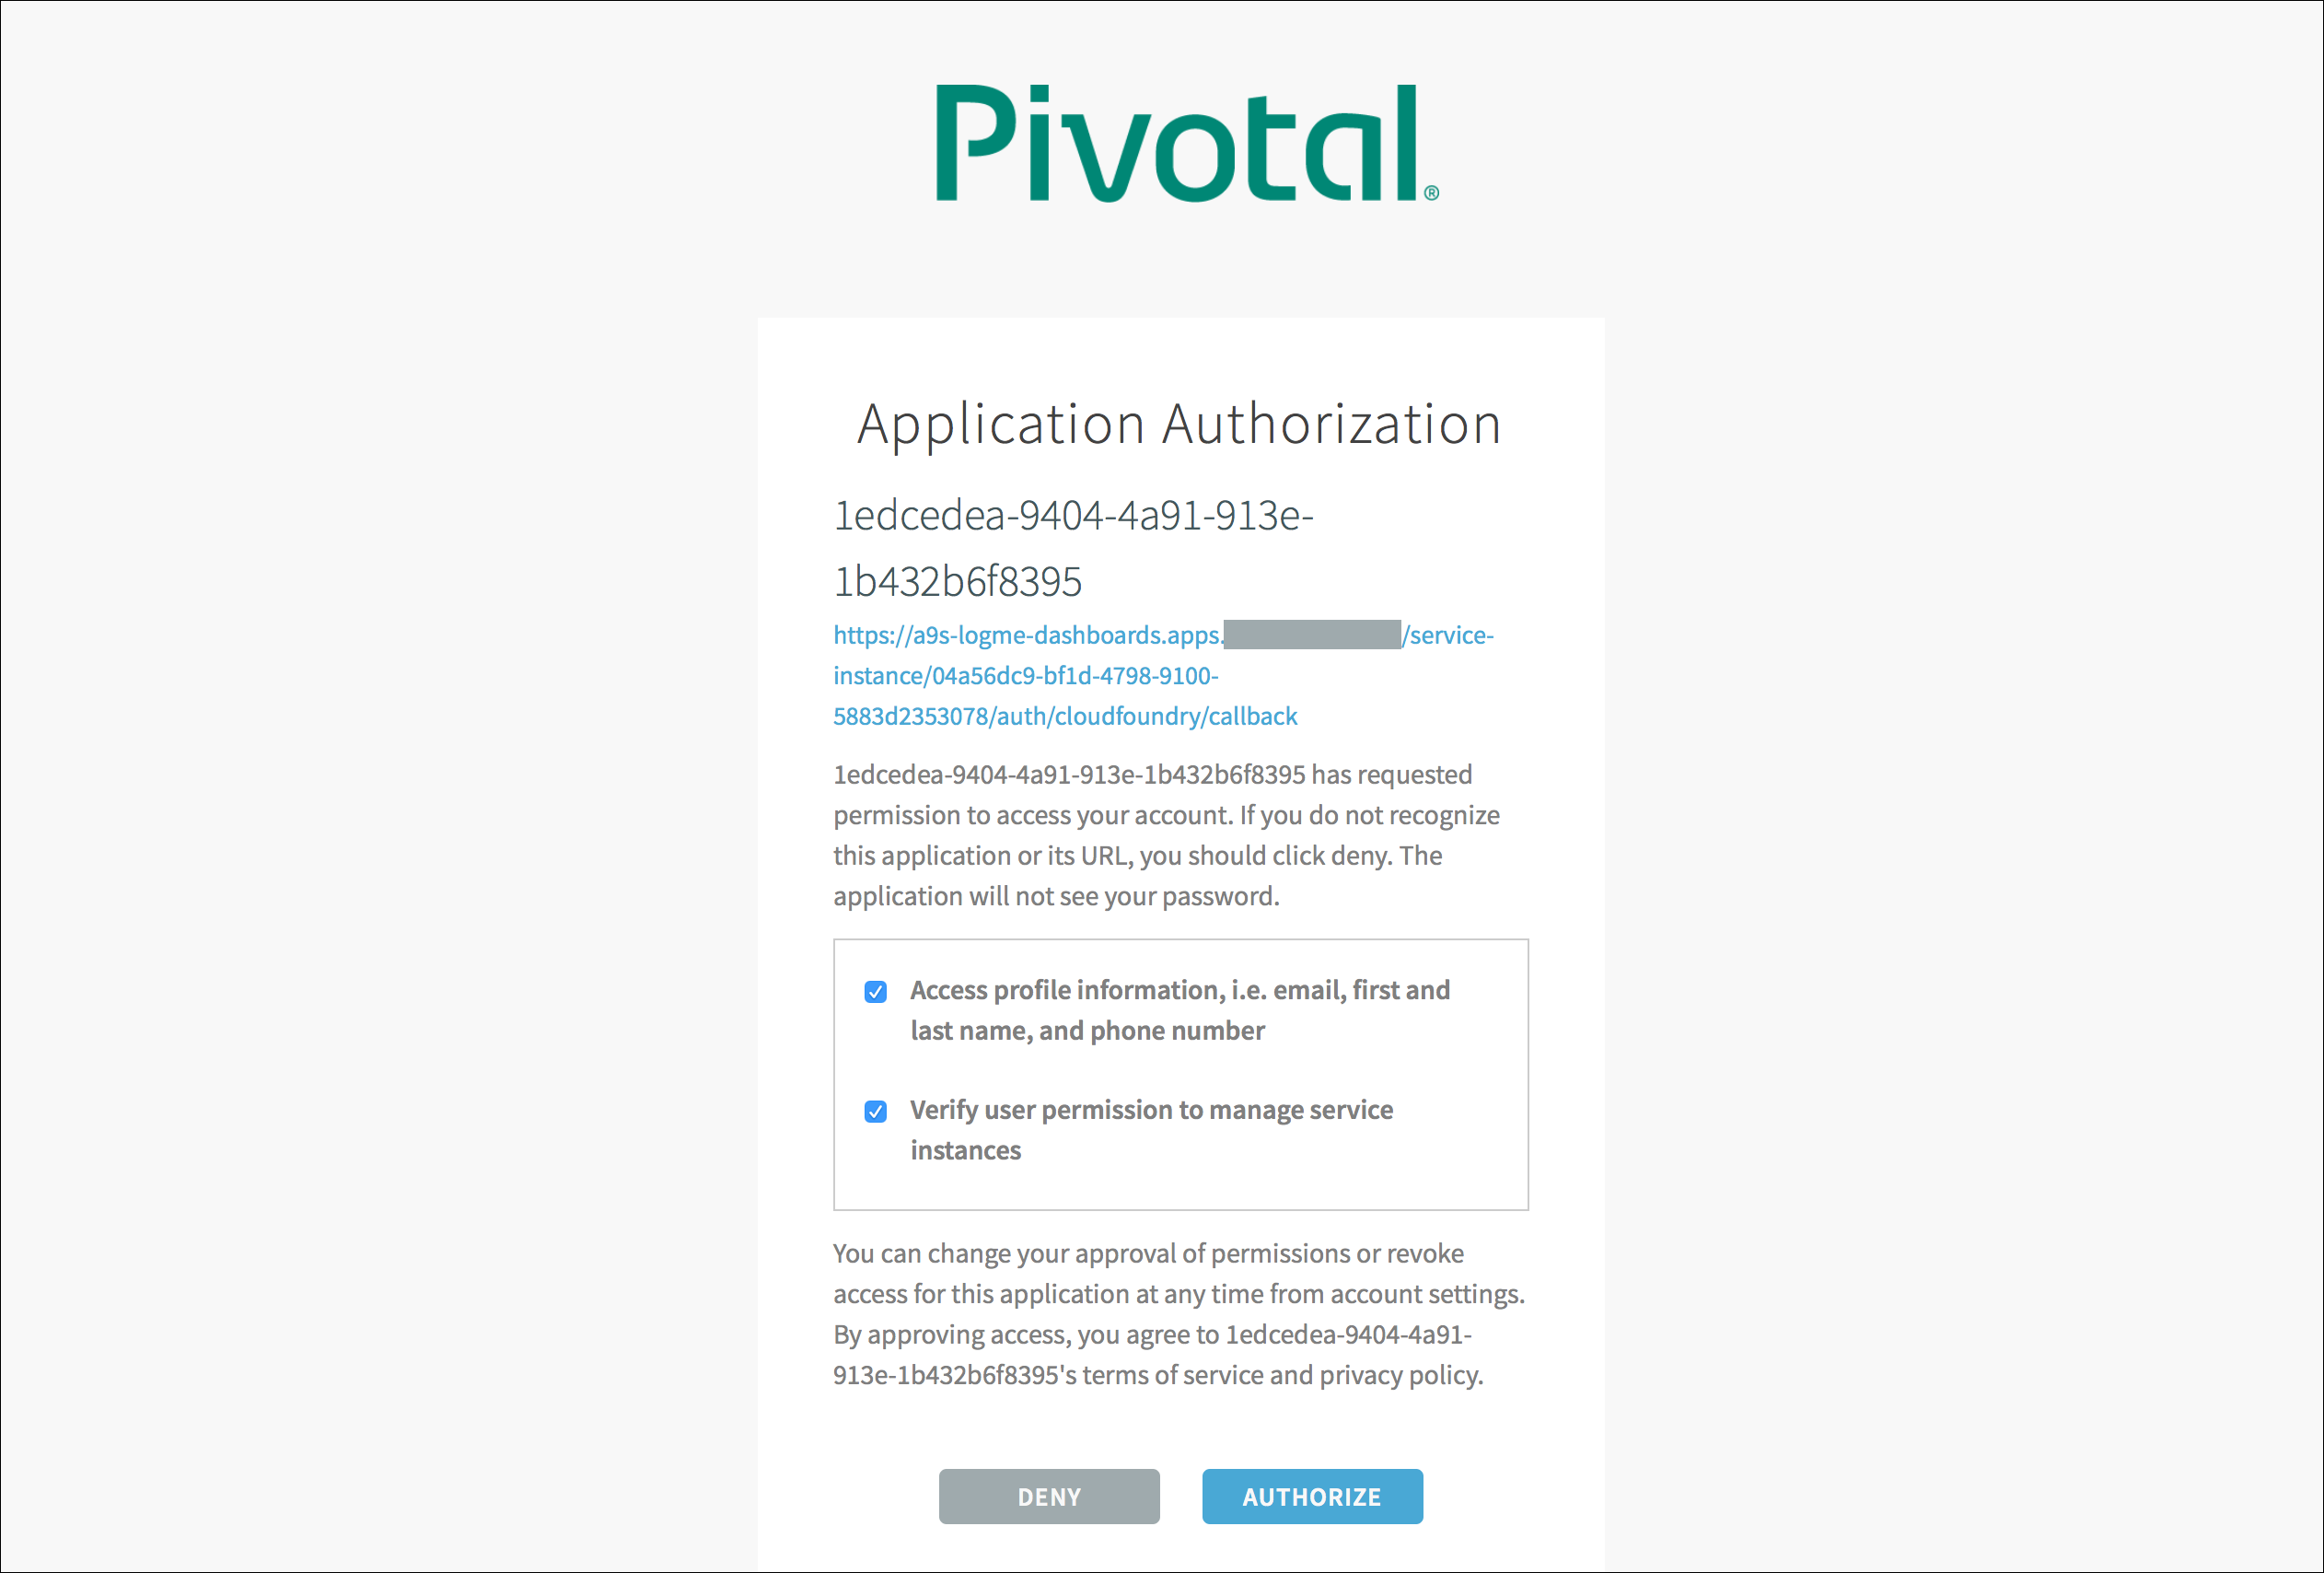 Pivotal®
Application Authorization
1edcedea-9404-4a91-913e-
1b432b6f8395
https://a9s-logme-dashboards.apps. /service-
instance/04a56dc9-bf1d-4798-9100-
5883d2353078/auth/cloudfoundry/callback
1edcedea-9404-4a91-913e-1b432b6f8395 has requested
permission to access your account. If you do not recognize
this application or its URL, you should click deny. The
application will not see your password.
Access profile information, i.e. email, first and
last name, and phone number
Verify user permission to manage service
instances
You can change your approval of permissions or revoke
access for this application at any time from account settings.
By approving access, you agree to 1edcedea-9404-4a91-
913e-1b432b6f8395's terms of service and privacy policy.
DENY
AUTHORIZE